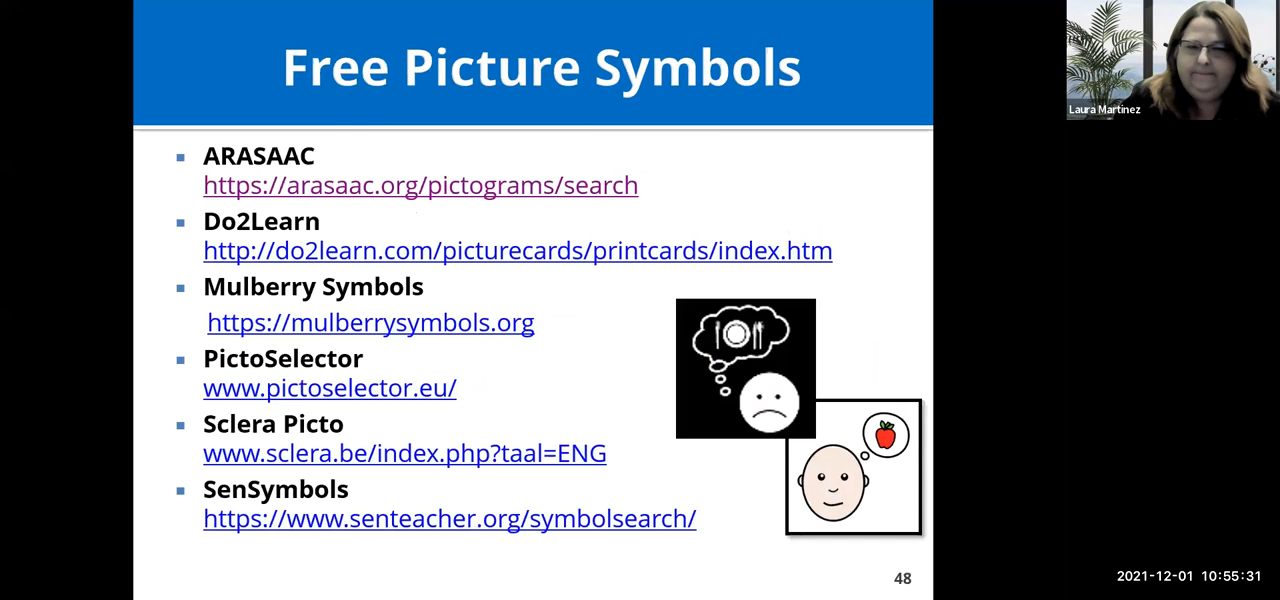 Free Picture Symbols
ARASAAC
https://arasaac.org/pictograms/search
Do2Learn
http://do2learn.com/picturecards/printcards/index.htm
Mulberry Symbols
https://mulberrysymbols.org
PictoSelector
www.pictoselector.eu/
Sclera Picto
www.sclera.be/index.php?taal=ENG
SenSymbols
https://www.senteacher.org/symbolsearch/
48
Laura Martinez
2021-12-01 10:55:31